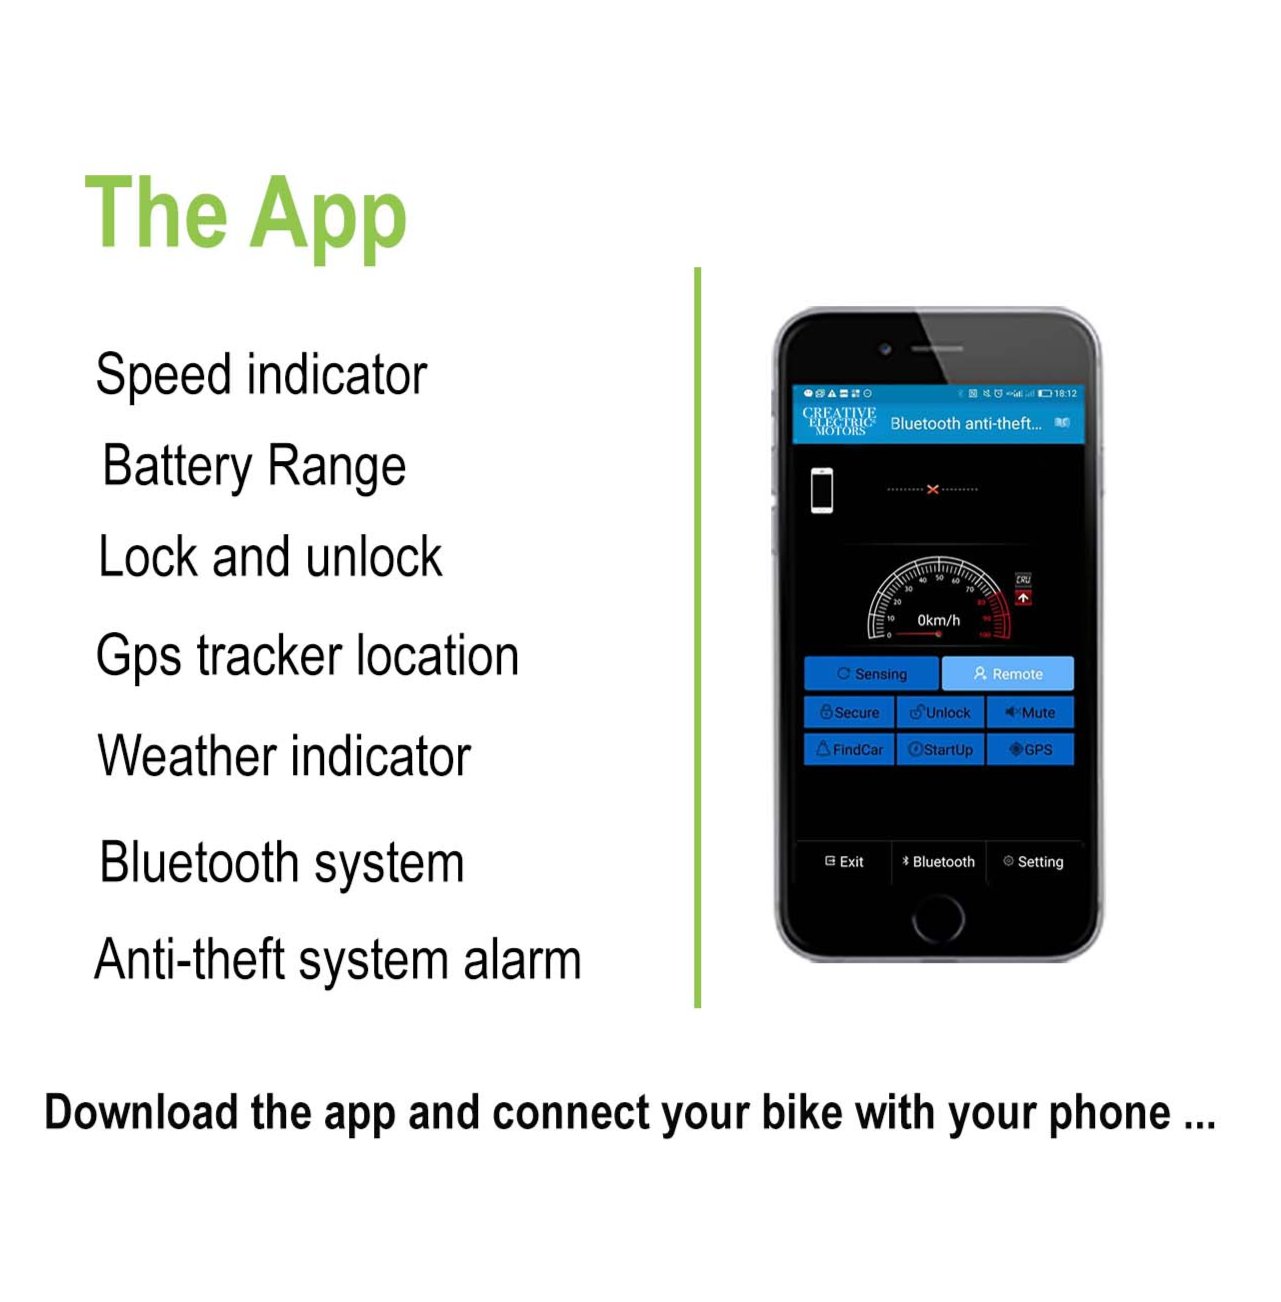 The App
Speed indicator
Battery Range
Lock and unlock
Gps tracker location
Weather indicator
Bluetooth system
Anti-theft system alarm
18:12
CREATIVE
ELECTRIC
MOTORS
Bluetooth anti-theft...
0 10 20 30 40 50 60 70 80 90 100
CRU
0km/h
Sensing Remote
Secure Unlock Mute
FindCar StartUp GPS
Exit Bluetooth Setting
Download the app and connect your bike with your phone ...